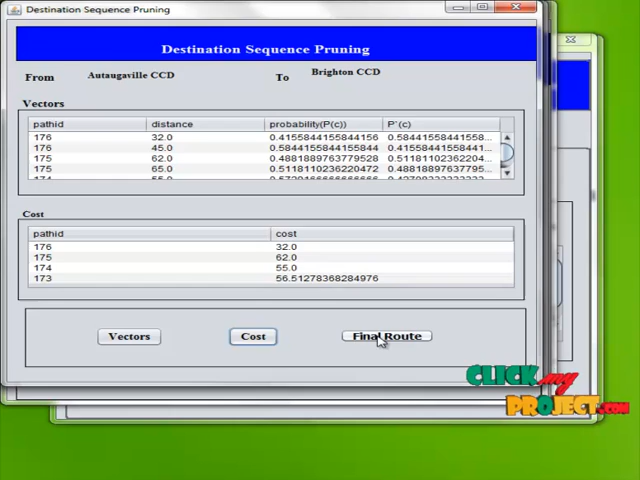 Destination Sequence Pruning
Destination Sequence Pruning
From Autaugaville CCD To Brighton CCD
Vectors
pathid distance probability(P(c)) P`(c)
176 32.0 0.4155844415584415 0.58441558441558...
176 45.0 0.5844155844155844 0.41558441558441...
175 62.0 0.4881889763779528 0.51181102362204...
175 65.0 0.5118110236220472 0.48818897637795...
Cost
pathid cost
176 32.0
175 62.0
174 55.0
173 56.51278368284976
Vectors Cost Final Route
CLICK my
PROJECT.COM